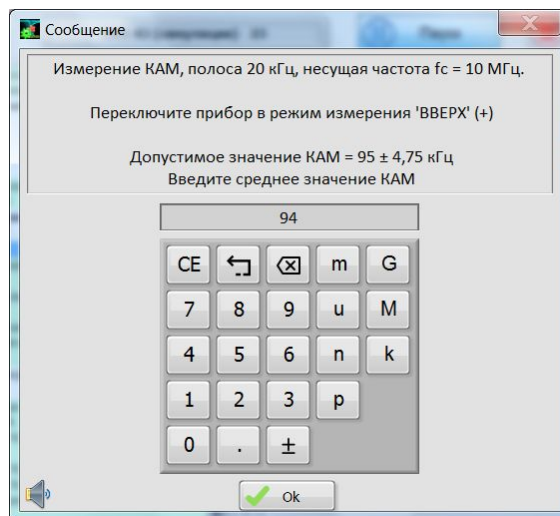 Сообщение
Измерение КАМ, полоса 20 кГц, несущая частота fc = 10 МГц.
Переключите прибор в режим измерения 'ВВЕРХ' (+)
Допустимое значение КАМ = 95 ± 4,75 кГц
Введите среднее значение КАМ
94
CE m G
7 8 9 u M
4 5 6 n k
1 2 3 p
0 . ±
Ok